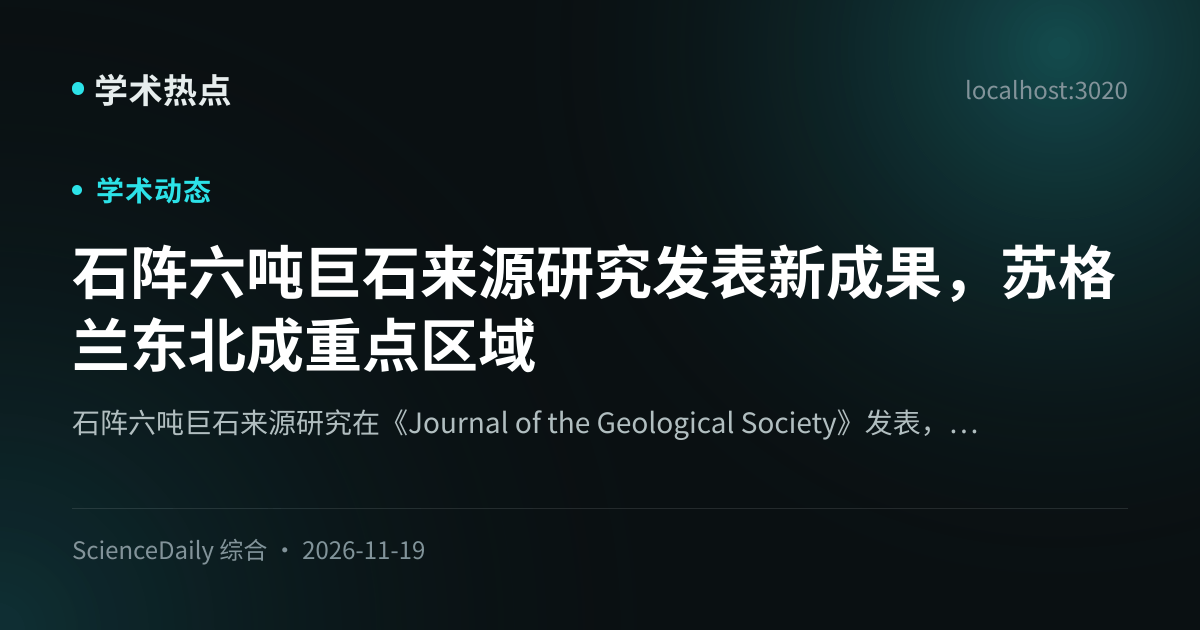 学术热点
localhost:3020
学术动态
石阵六吨巨石来源研究发表新成果，苏格
兰东北成重点区域
石阵六吨巨石来源研究在《Journal of the Geological Society》发表，…
ScienceDaily 综合 · 2026-11-19